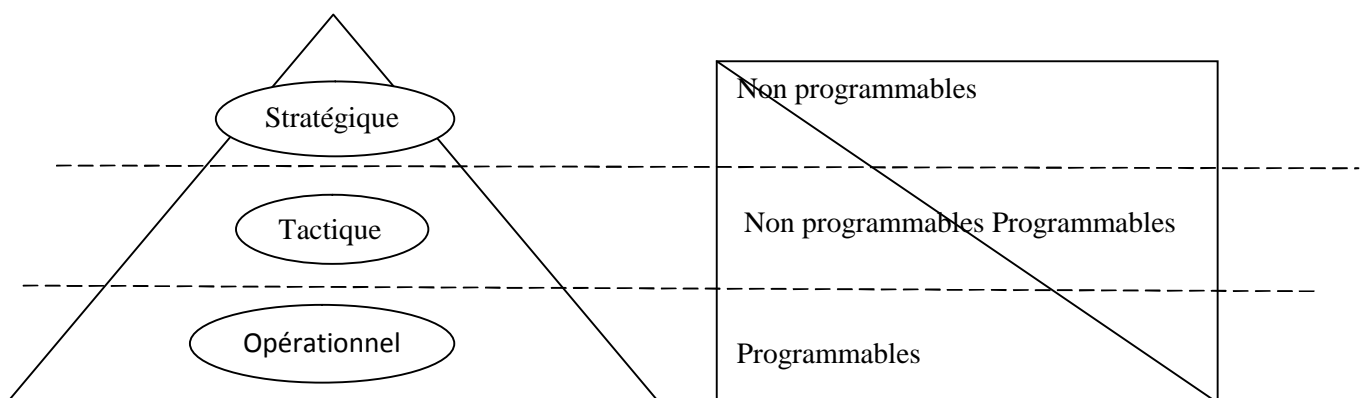 Stratégique
Non programmables
Tactique
Non programmables Programmables
Opérationnel
Programmables